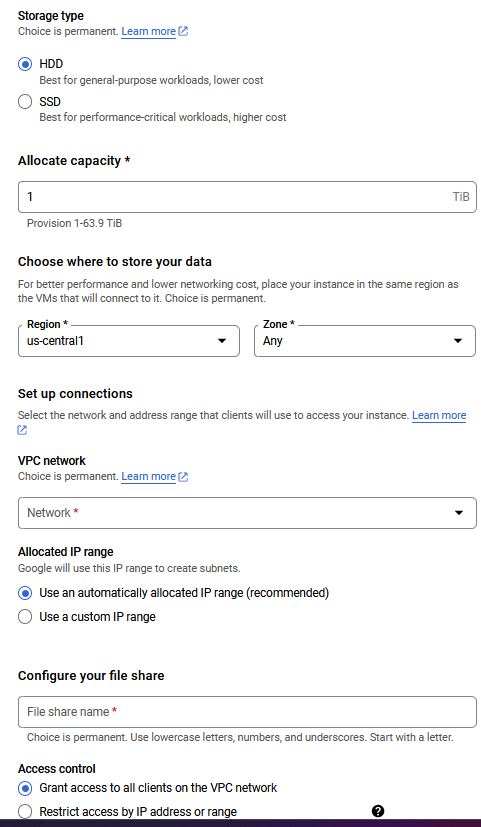 Storage type
Choice is permanent. Learn more
HDD
Best for general-purpose workloads, lower cost
SSD
Best for performance-critical workloads, higher cost
Allocate capacity *
1 TiB
Provision 1-63.9 TiB
Choose where to store your data
For better performance and lower networking cost, place your instance in the same region as
the VMs that will connect to it. Choice is permanent.
Region * Zone *
us-central1 Any
Set up connections
Select the network and address range that clients will use to access your instance. Learn more
VPC network
Choice is permanent. Learn more
Network *
Allocated IP range
Google will use this IP range to create subnets.
Use an automatically allocated IP range (recommended)
Use a custom IP range
Configure your file share
File share name *
Choice is permanent. Use lowercase letters, numbers, and underscores. Start with a letter.
Access control
Grant access to all clients on the VPC network
Restrict access by IP address or range ?